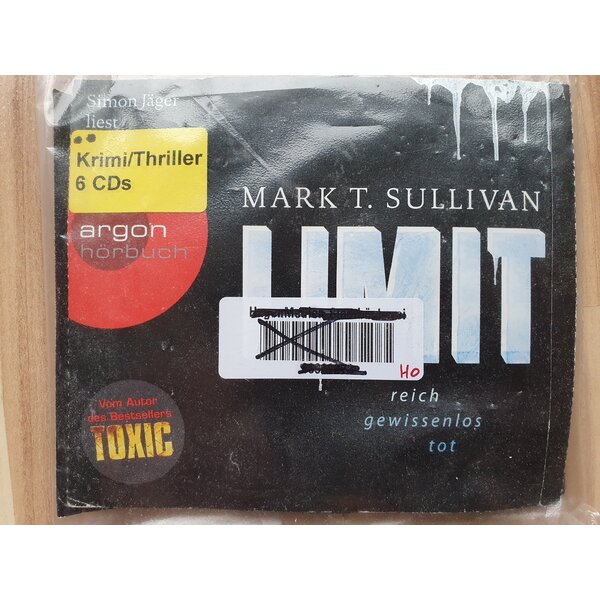 Simon Jäger
liest
Krimi/Thriller
6 CDs
argon
hörbuch
MARK T. SULLIVAN
LIMIT
HO
reich
gewissenlos
tot
Vom Autor
des Bestsellers
TOXIC